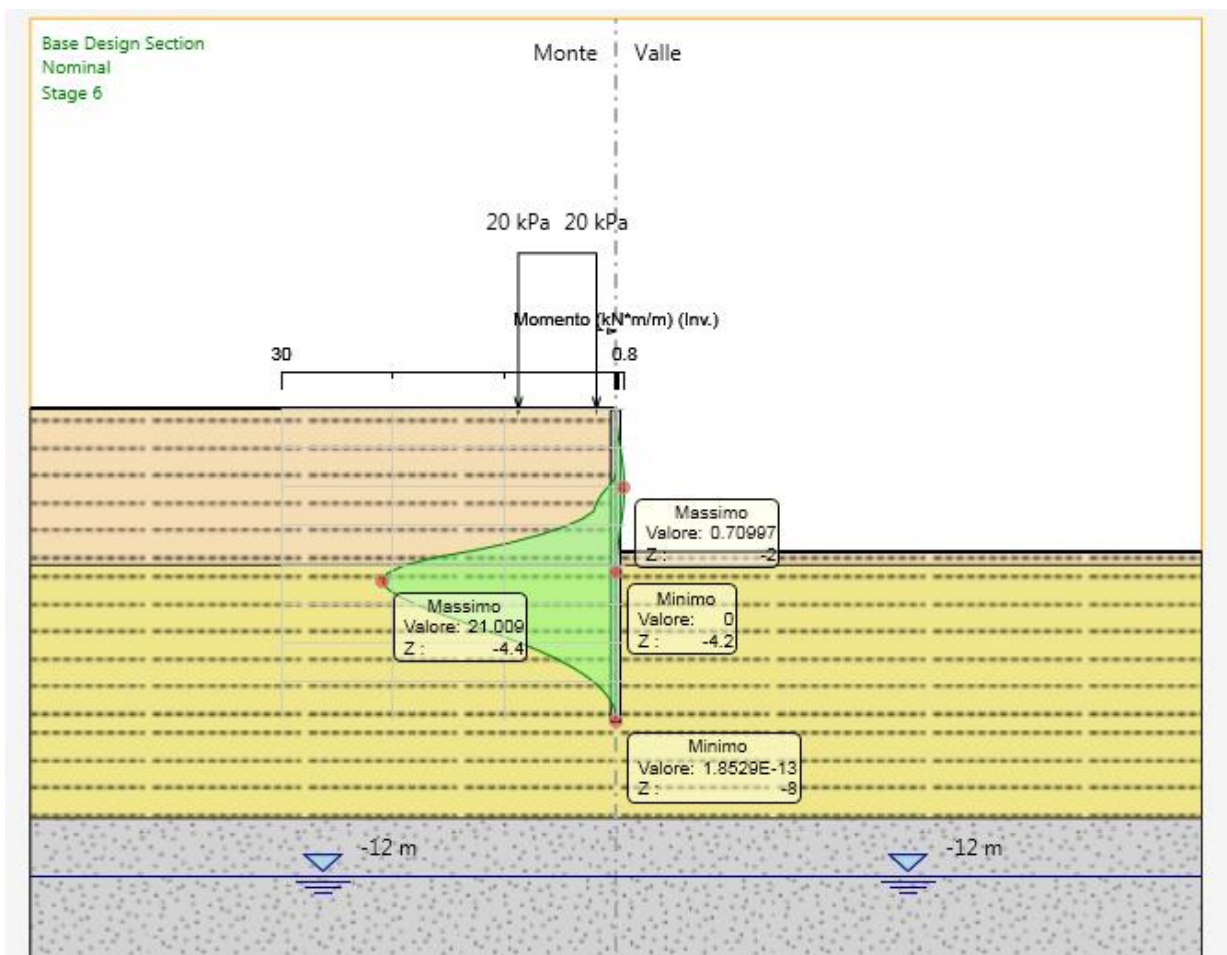 Base Design Section
Nominal
Stage 6
Monte
Valle
20 kPa 20 kPa
Momento (kN*m/m) (Inv.)
30
0.8
Massimo
Valore: 0.70997
Z : -2
Massimo
Valore: 21.009
Z : -4.4
Minimo
Valore: 0
Z : -4.2
Minimo
Valore: 1.8529E-13
Z : -8
-12 m
-12 m